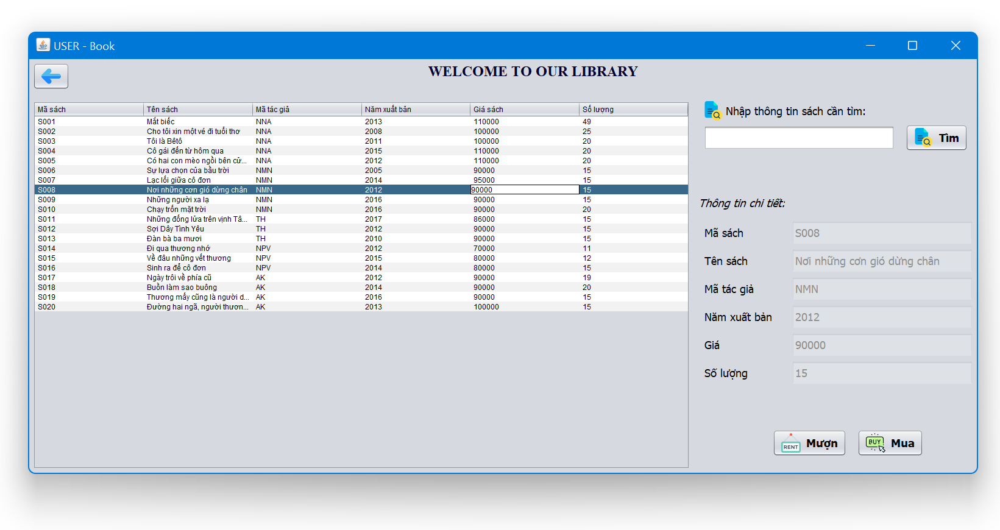 USER - Book
WELCOME TO OUR LIBRARY
Mã sách Tên sách Mã tác giả Năm xuất bản Giá sách Số lượng
S001 Mắt biếc NNA 2013 110000 49
S002 Cho tôi xin một vé đi tuổi thơ NNA 2008 100000 25
S003 Tôi là Bêtô NNA 2011 100000 20
S004 Cô gái đến từ hôm qua NNA 2015 110000 20
S005 Có hai con mèo ngồi bên cử... NNA 2012 110000 20
S006 Sự lựa chọn của bầu trời NMN 2005 90000 15
S007 Lạc lối giữa cô đơn NMN 2014 95000 15
S008 Nơi những cơn gió dừng chân NMN 2012 90000 15
S009 Những người xa lạ NMN 2016 90000 15
S010 Chạy trốn mặt trời NMN 2016 90000 20
S011 Những đống lửa trên vịnh Tâ... TH 2017 86000 15
S012 Sợi Dây Tình Yêu TH 2012 90000 15
S013 Đàn bà ba mươi TH 2010 90000 15
S014 Đi qua thương nhớ NPV 2012 70000 11
S015 Về đâu những vết thương NPV 2015 80000 12
S016 Sinh ra để cô đơn NPV 2014 80000 15
S017 Ngày trôi về phía cũ AK 2012 90000 19
S018 Buồn làm sao buông AK 2014 90000 20
S019 Thương mấy cũng là người d... AK 2016 90000 15
S020 Đường hai ngã, người thươn... AK 2013 100000 15
Nhập thông tin sách cần tìm:
Tìm
Thông tin chi tiết:
Mã sách S008
Tên sách Nơi những cơn gió dừng chân
Mã tác giả NMN
Năm xuất bản 2012
Giá 90000
Số lượng 15
RENT Mượn BUY Mua